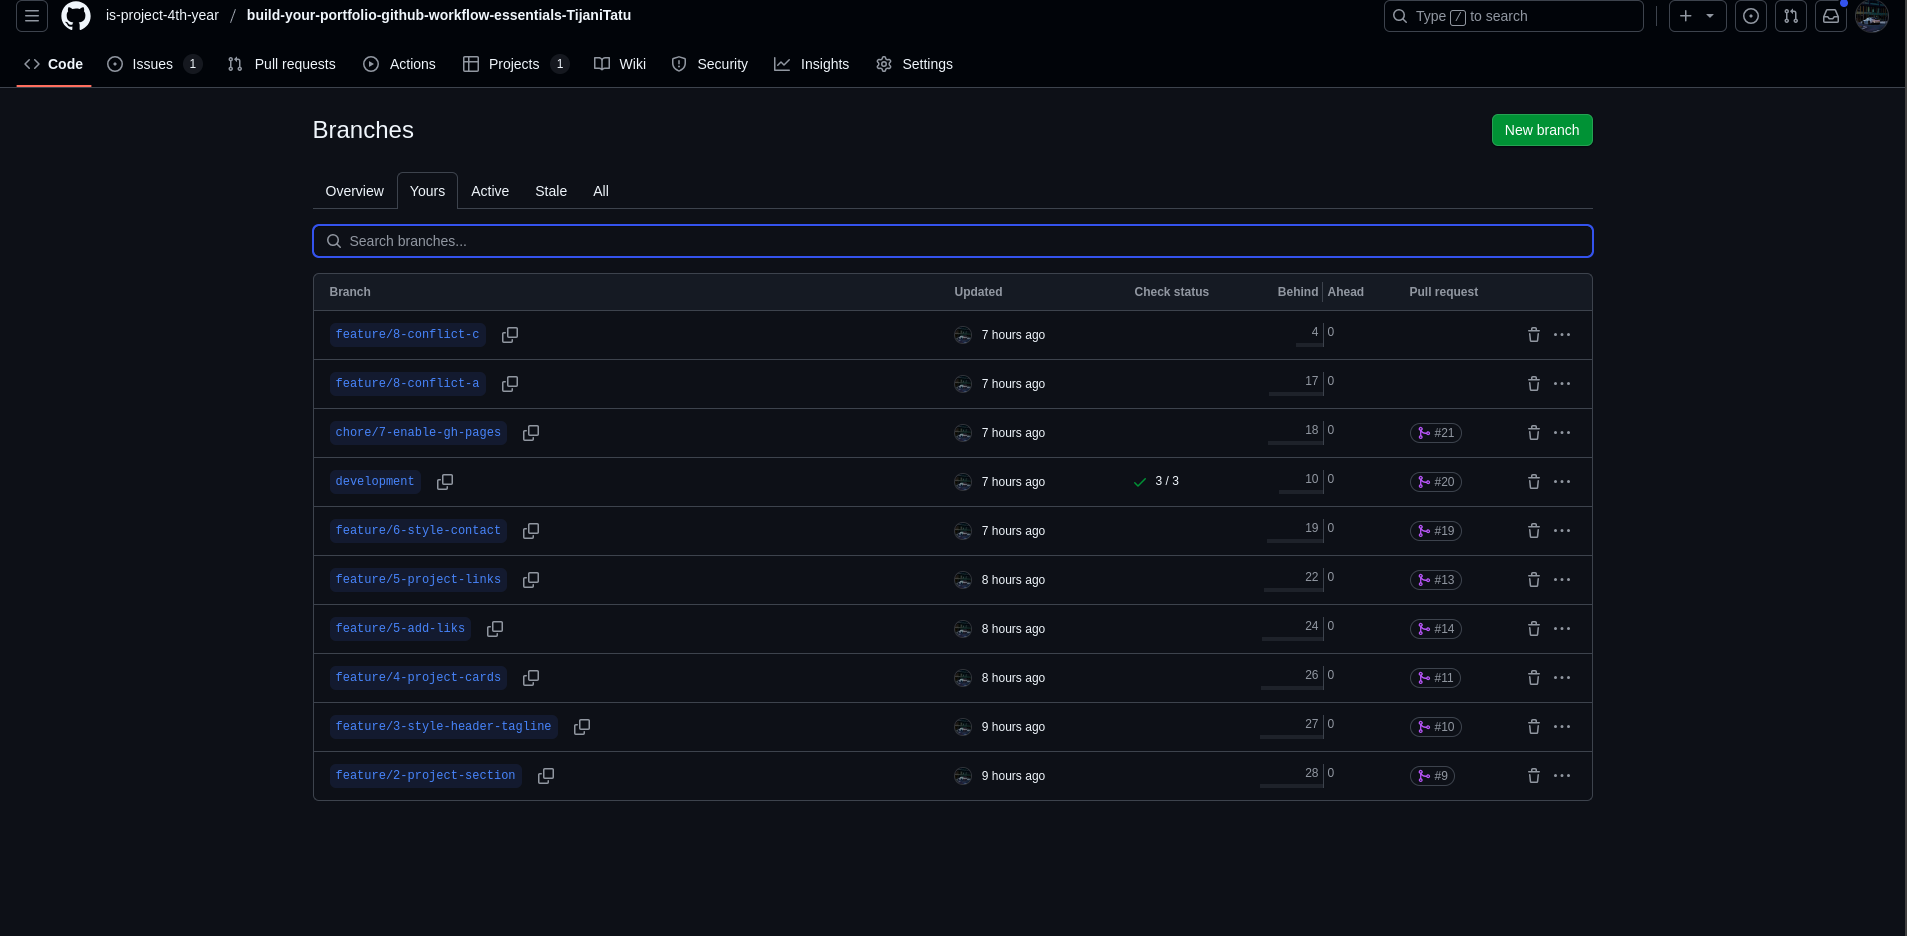 is-project-4th-year / build-your-portfolio-github-workflow-essentials-TijaniTatu
Type / to search
Code Issues 1 Pull requests Actions Projects 1 Wiki Security Insights Settings
Branches
New branch
Overview Yours Active Stale All
Search branches...
Branch Updated Check status Behind Ahead Pull request
feature/8-conflict-c 7 hours ago 4 0
feature/8-conflict-a 7 hours ago 17 0
chore/7-enable-gh-pages 7 hours ago 18 0 #21
development 7 hours ago 3 / 3 10 0 #20
feature/6-style-contact 7 hours ago 19 0 #19
feature/5-project-links 8 hours ago 22 0 #13
feature/5-add-liks 8 hours ago 24 0 #14
feature/4-project-cards 8 hours ago 26 0 #11
feature/3-style-header-tagline 9 hours ago 27 0 #10
feature/2-project-section 9 hours ago 28 0 #9